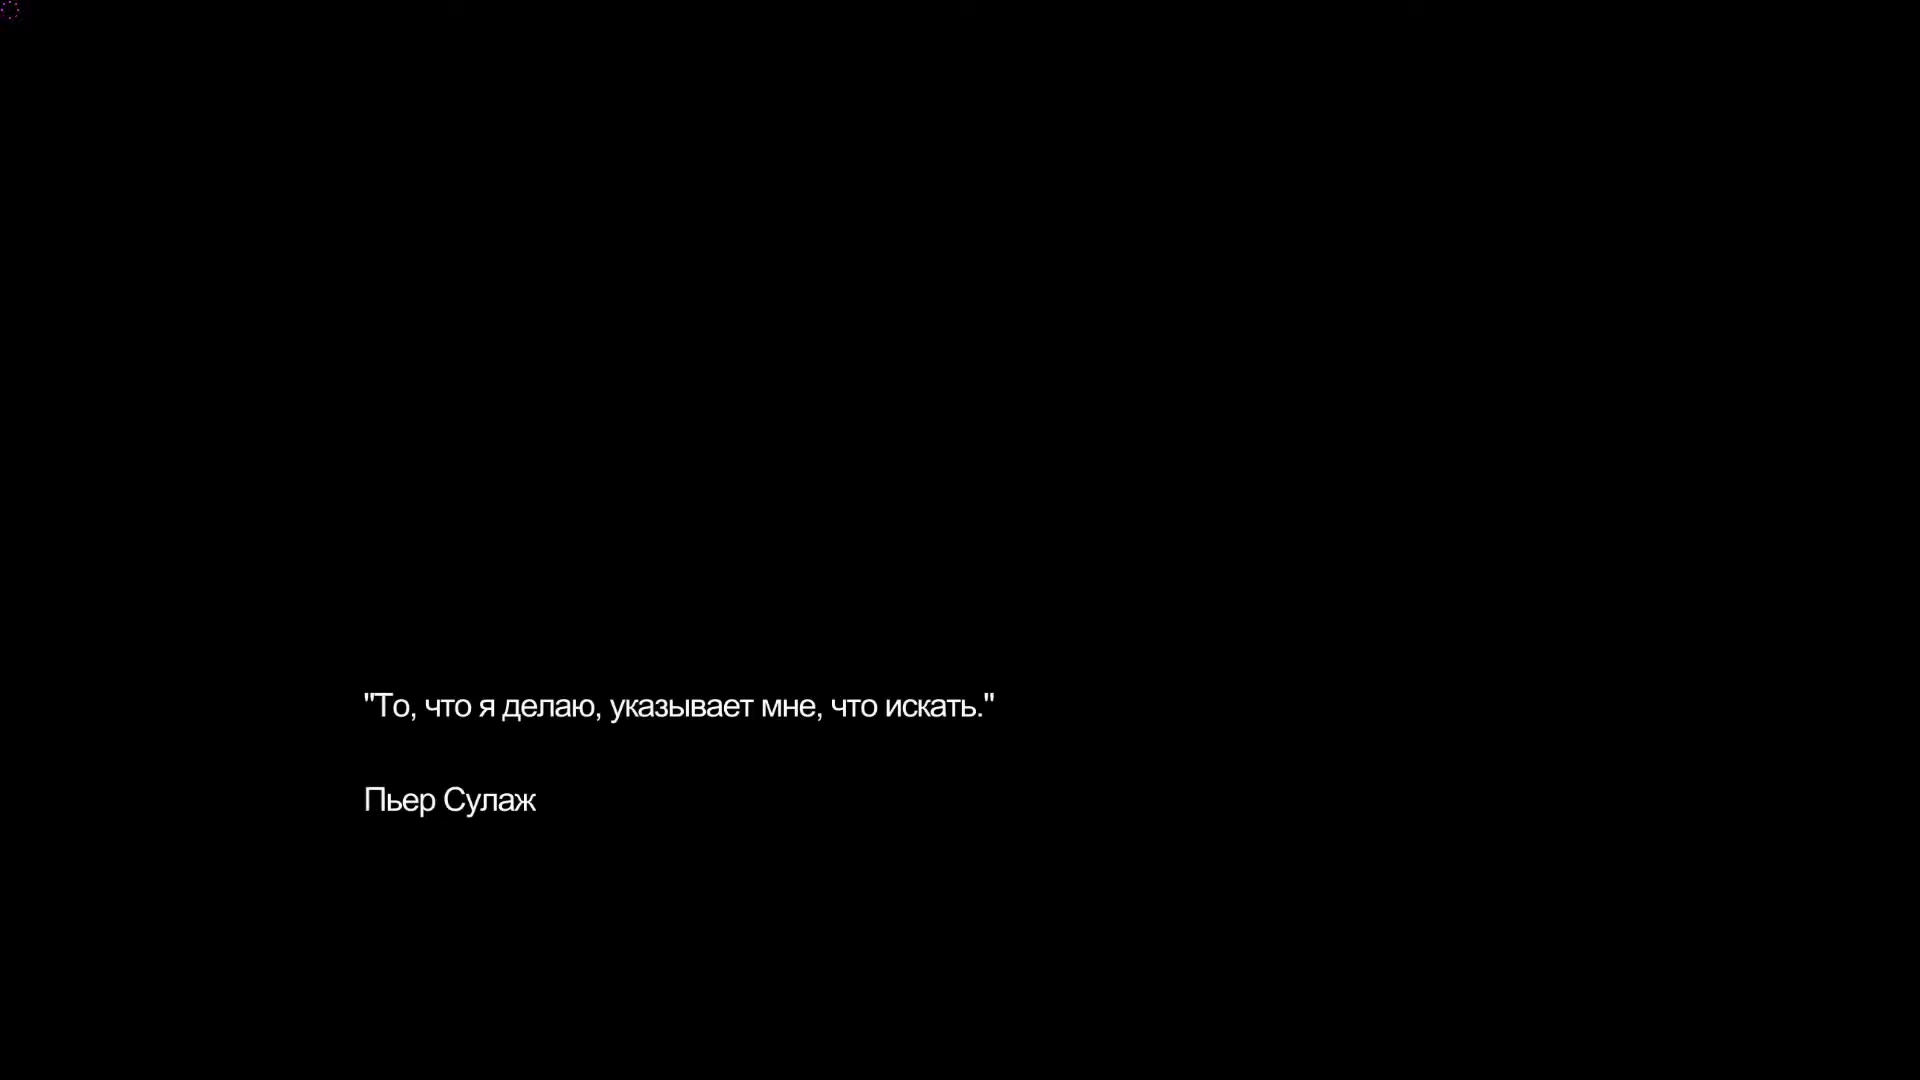 "То, что я делаю, указывает мне, что искать."
Пьер Сулаж